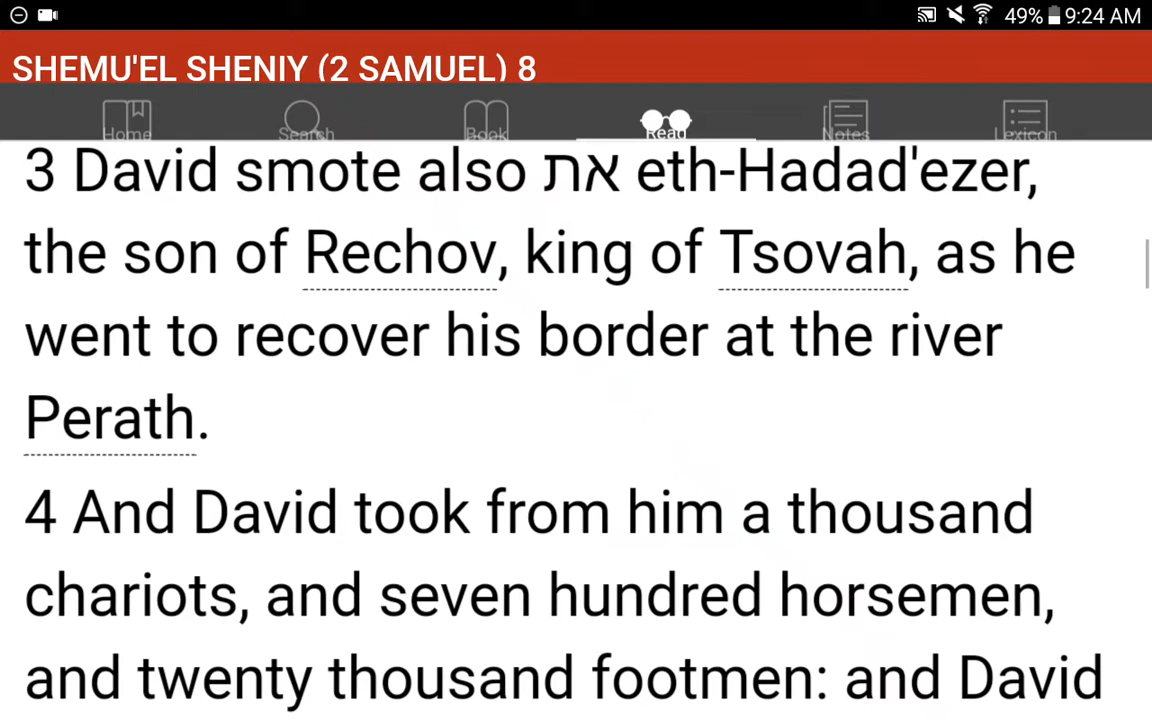 49% 9:24 AM
SHEMU'EL SHENIY (2 SAMUEL) 8
Home Search Book Read Notes Lexicon
3 David smote also את eth-Hadad'ezer,
the son of Rechov, king of Tsovah, as he
went to recover his border at the river
Perath.
4 And David took from him a thousand
chariots, and seven hundred horsemen,
and twenty thousand footmen: and David